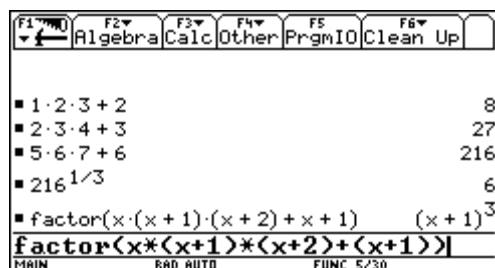 F1 F2 Algebra F3 Calc F4 Other F5 PrgmIO F6 Clean Up
1·2·3 + 2 8
2·3·4 + 3 27
5·6·7 + 6 216
216^1/3 6
factor(x·(x + 1)·(x + 2) + x + 1) (x + 1)^3
factor(x*(x+1)*(x+2)+(x+1))
MAIN RAD AUTO FUNC 5/30